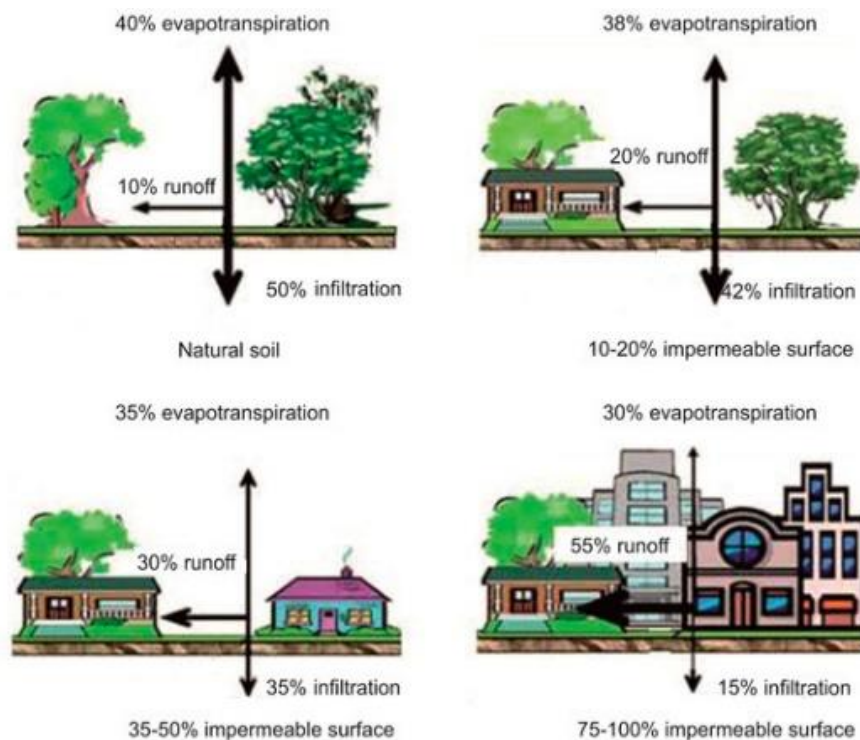 40% evapotranspiration
10% runoff
50% infiltration
Natural soil
38% evapotranspiration
20% runoff
42% infiltration
10-20% impermeable surface
35% evapotranspiration
30% runoff
35% infiltration
35-50% impermeable surface
30% evapotranspiration
55% runoff
15% infiltration
75-100% impermeable surface